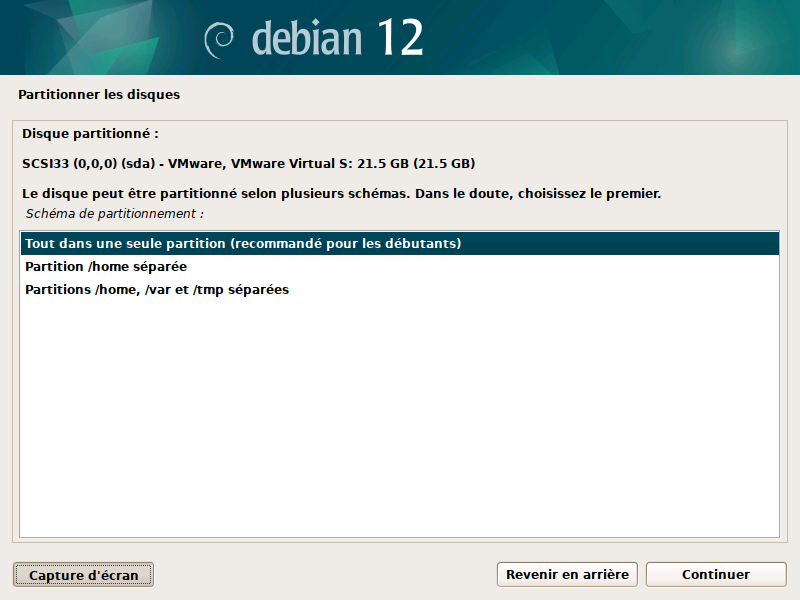 debian 12
Partitionner les disques
Disque partitionné :
SCSI33 (0,0,0) (sda) - VMware, VMware Virtual S: 21.5 GB (21.5 GB)
Le disque peut être partitionné selon plusieurs schémas. Dans le doute, choisissez le premier.
Schéma de partitionnement :
Tout dans une seule partition (recommandé pour les débutants)
Partition /home séparée
Partitions /home, /var et /tmp séparées
Capture d'écran
Revenir en arrière
Continuer